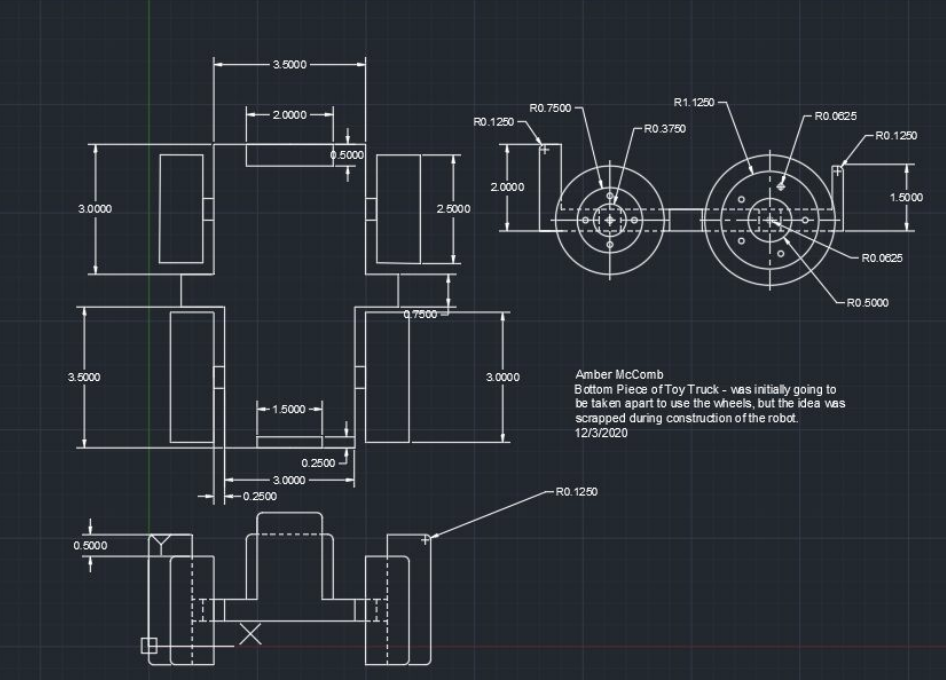 3.5000
2.0000
0.5000
3.0000
2.5000
0.7500
3.5000
3.0000
1.5000
0.2500
3.0000
0.2500
R0.7500
R0.1250
R0.3750
R1.1250
R0.0625
R0.1250
2.0000
1.5000
R0.0625
R0.5000
Amber McComb
Bottom Piece of Toy Truck - was initially going to
be taken apart to use the wheels, but the idea was
scrapped during construction of the robot.
12/3/2020
R0.1250
0.5000